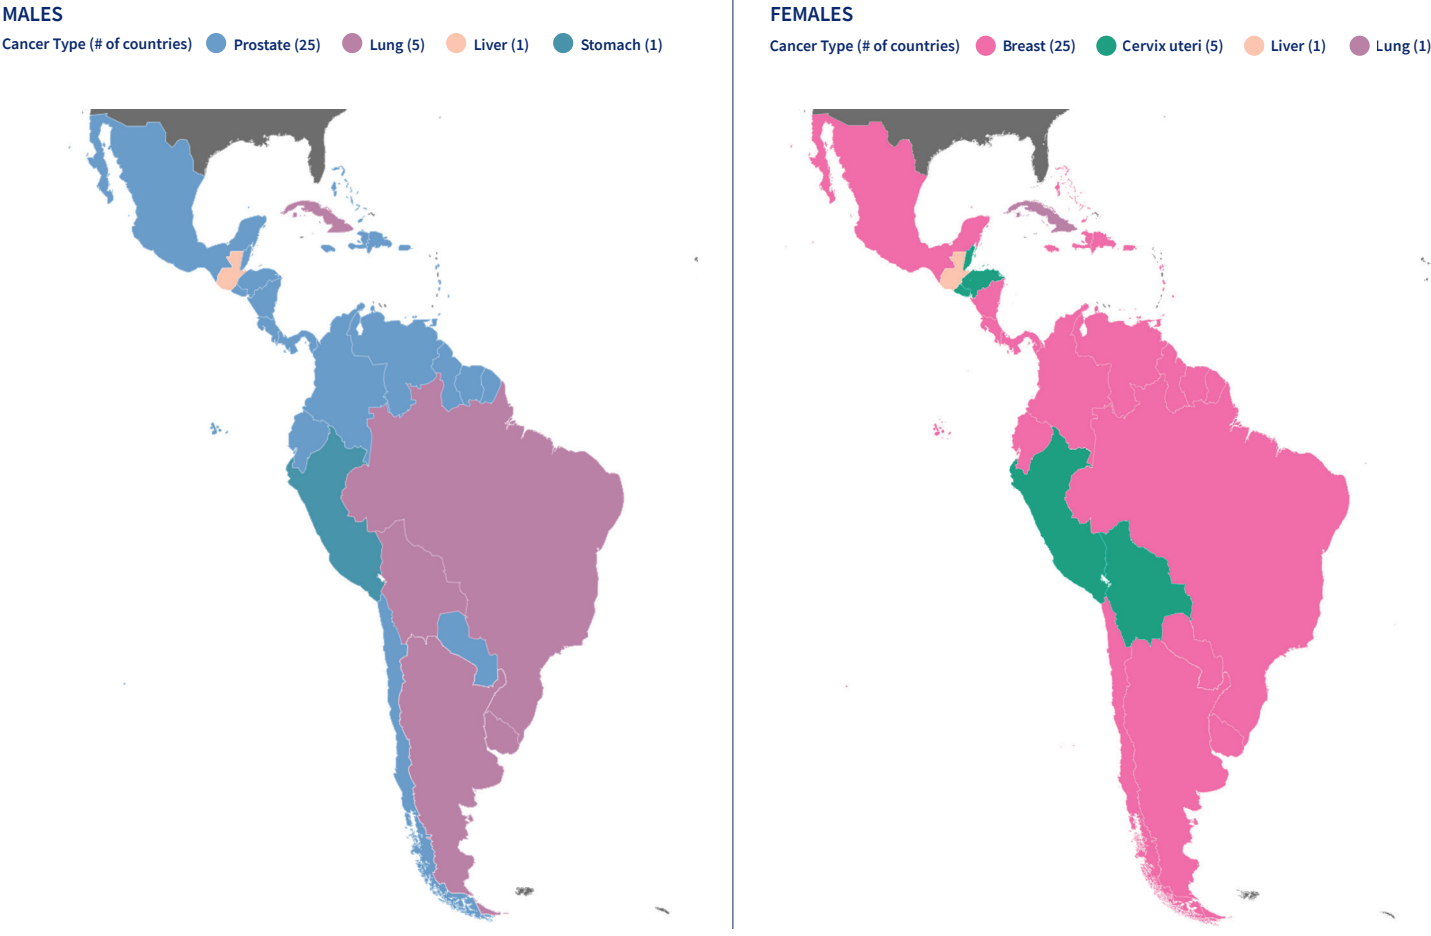 MALES
Cancer Type (# of countries) Prostate (25) Lung (5) Liver (1) Stomach (1)
FEMALES
Cancer Type (# of countries) Breast (25) Cervix uteri (5) Liver (1) Lung (1)